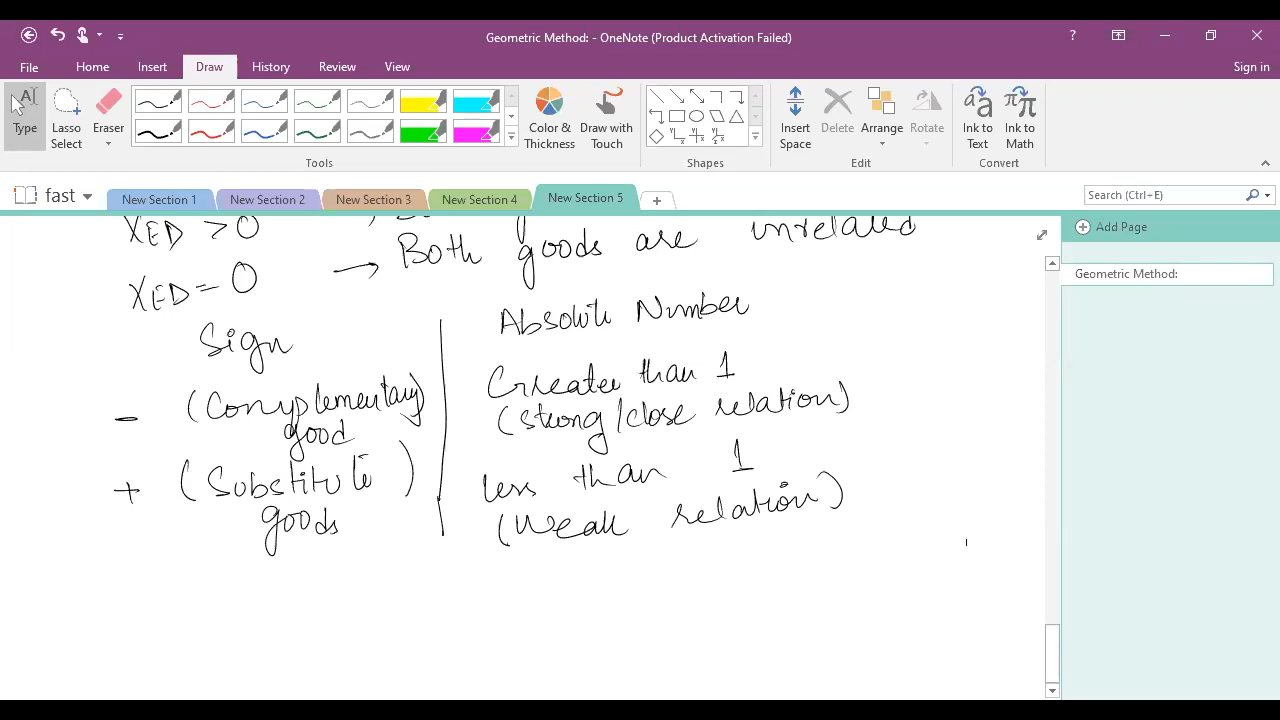 Geometric Method: - OneNote (Product Activation Failed)
?
Sign in
File Home Insert Draw History Review View
Type
Lasso Select
Eraser
Color & Thickness
Draw with Touch
Insert Space
Delete
Arrange
Rotate
Ink to Text
Ink to Math
Tools Shapes Edit Convert
fast New Section 1 New Section 2 New Section 3 New Section 4 New Section 5
Search (Ctrl+E)
Add Page
Geometric Method:
XED > 0
XED = 0 → Both goods are unrelated
Sign
Absolute Number
- (Complementary good
Greater than 1
(Strong/close relation)
+ (Substitute) goods
less than 1
(Weak relation)